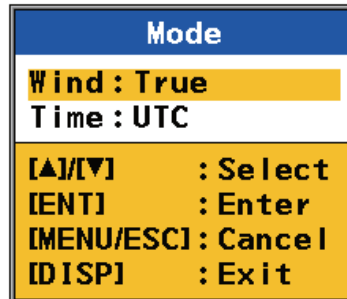 Mode
Wind:True
Time:UTC
[▲]/[▼] :Select
[ENT] :Enter
[MENU/ESC]:Cancel
[DISP] :Exit